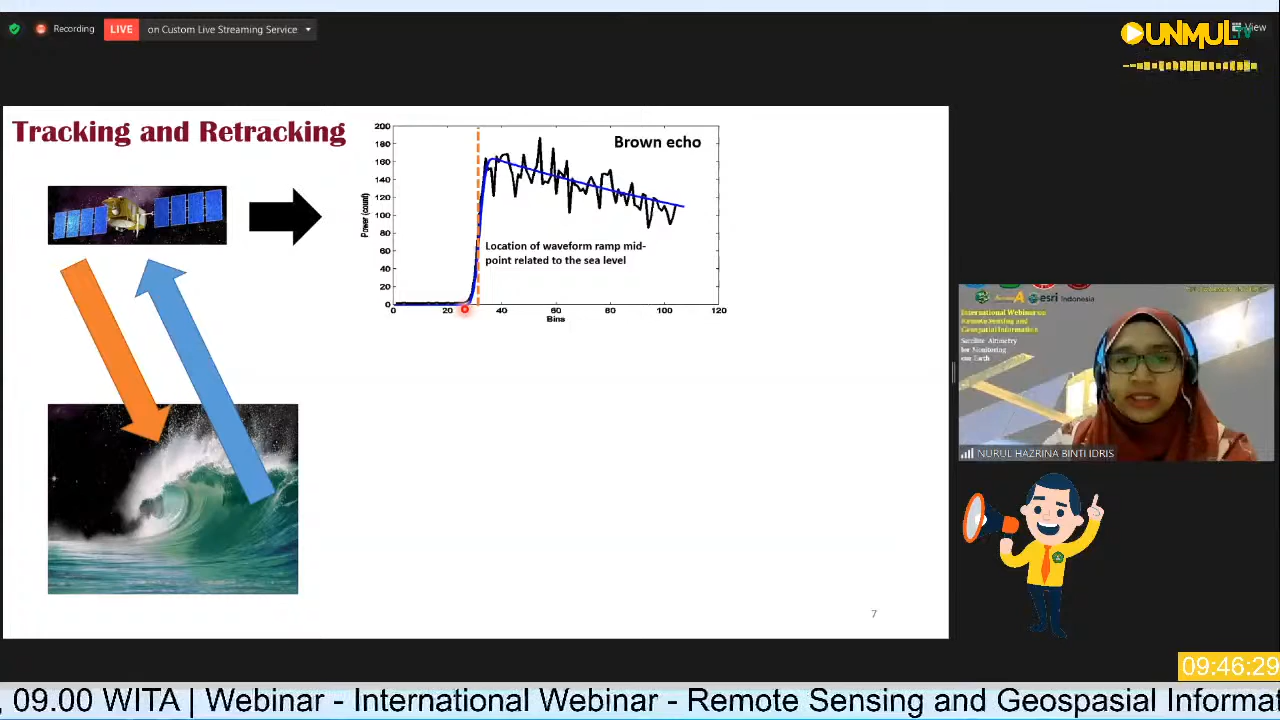 Recording
LIVE
on Custom Live Streaming Service
UNMUL
View
Tracking and Retracking
Brown echo
Location of waveform ramp mid-
point related to the sea level
Power (count)
200
180
160
140
120
100
80
60
40
20
0
0 20 40 60 80 100 120
Bins
esri Indonesia
International Webinar on
Remote Sensing and
Geospatial Information
Satellite Altimetry
for Monitoring
our Earth
NURUL HAZRINA BINTI IDRIS
7
09:46:29
, 09.00 WITA | Webinar - International Webinar - Remote Sensing and Geospasial Informa